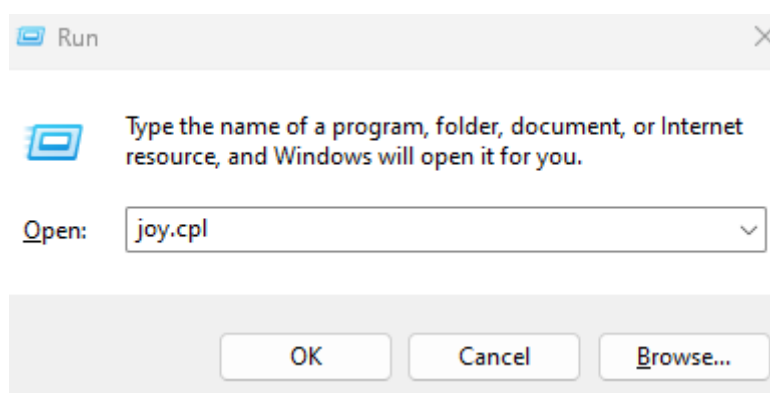 Run
Type the name of a program, folder, document, or Internet
resource, and Windows will open it for you.
Open: joy.cpl
OK Cancel Browse...